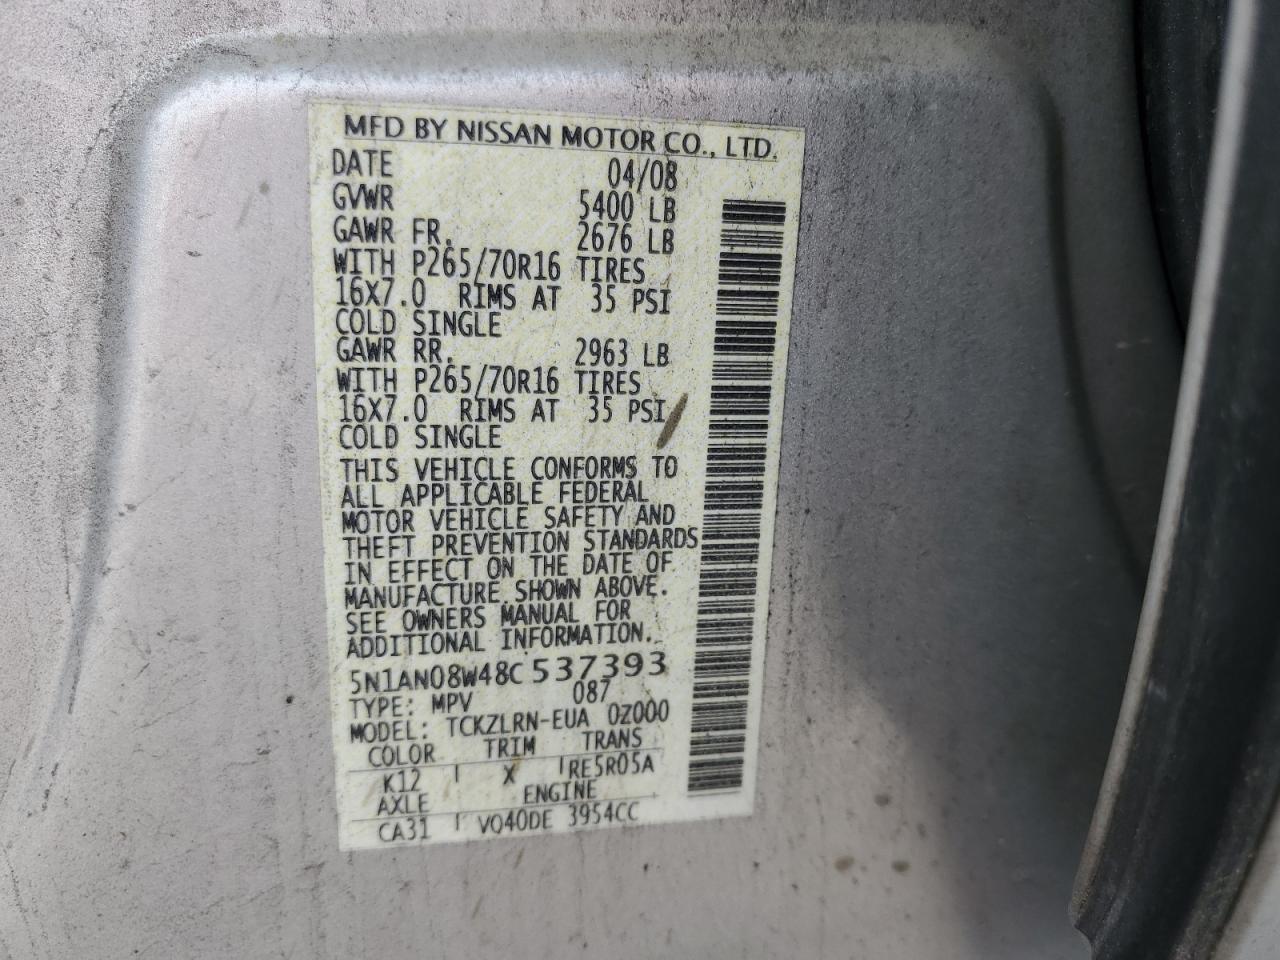 MFD BY NISSAN MOTOR CO., LTD.
DATE 04/08
GVWR 5400 LB
GAWR FR. 2676 LB
WITH P265/70R16 TIRES
16X7.0 RIMS AT 35 PSI
COLD SINGLE
GAWR RR. 2963 LB
WITH P265/70R16 TIRES
16X7.0 RIMS AT 35 PSI
COLD SINGLE
THIS VEHICLE CONFORMS TO
ALL APPLICABLE FEDERAL
MOTOR VEHICLE SAFETY AND
THEFT PREVENTION STANDARDS
IN EFFECT ON THE DATE OF
MANUFACTURE SHOWN ABOVE.
SEE OWNERS MANUAL FOR
ADDITIONAL INFORMATION.
5N1AN08W48C537393
TYPE: MPV 087
MODEL: TCKZLRN-EUA 0Z000
COLOR TRIM TRANS
K12 X RE5R05A
AXLE ENGINE
CA31 VQ40DE 3954CC